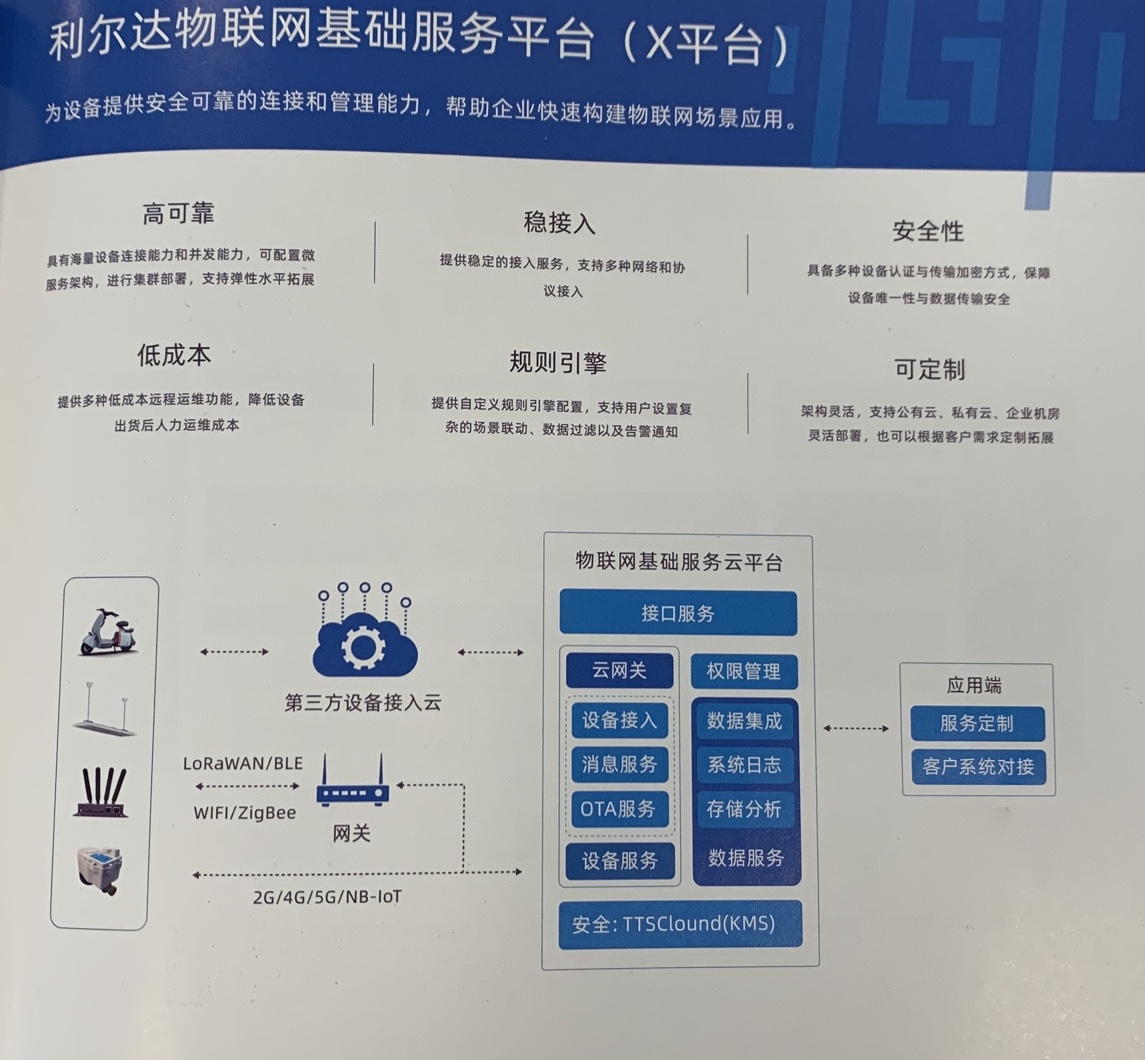 利尔达物联网基础服务平台（X平台）
为设备提供安全可靠的连接和管理能力，帮助企业快速构建物联网场景应用。
高可靠
具有海量设备连接能力和并发能力，可配置微
服务架构，进行集群部署，支持弹性水平拓展
稳接入
提供稳定的接入服务，支持多种网络和协
议接入
安全性
具备多种设备认证与传输加密方式，保障
设备唯一性与数据传输安全
低成本
提供多种低成本远程运维功能，降低设备
出货后人力运维成本
规则引擎
提供自定义规则引擎配置，支持用户设置复
杂的场景联动、数据过滤以及告警通知
可定制
架构灵活，支持公有云、私有云、企业机房
灵活部署，也可以根据客户需求定制拓展
第三方设备接入云
LoRaWAN/BLE
WIFI/ZigBee
网关
2G/4G/5G/NB-IoT
物联网基础服务云平台
接口服务
云网关
设备接入
消息服务
OTA服务
设备服务
权限管理
数据集成
系统日志
存储分析
数据服务
安全: TTSClound(KMS)
应用端
服务定制
客户系统对接